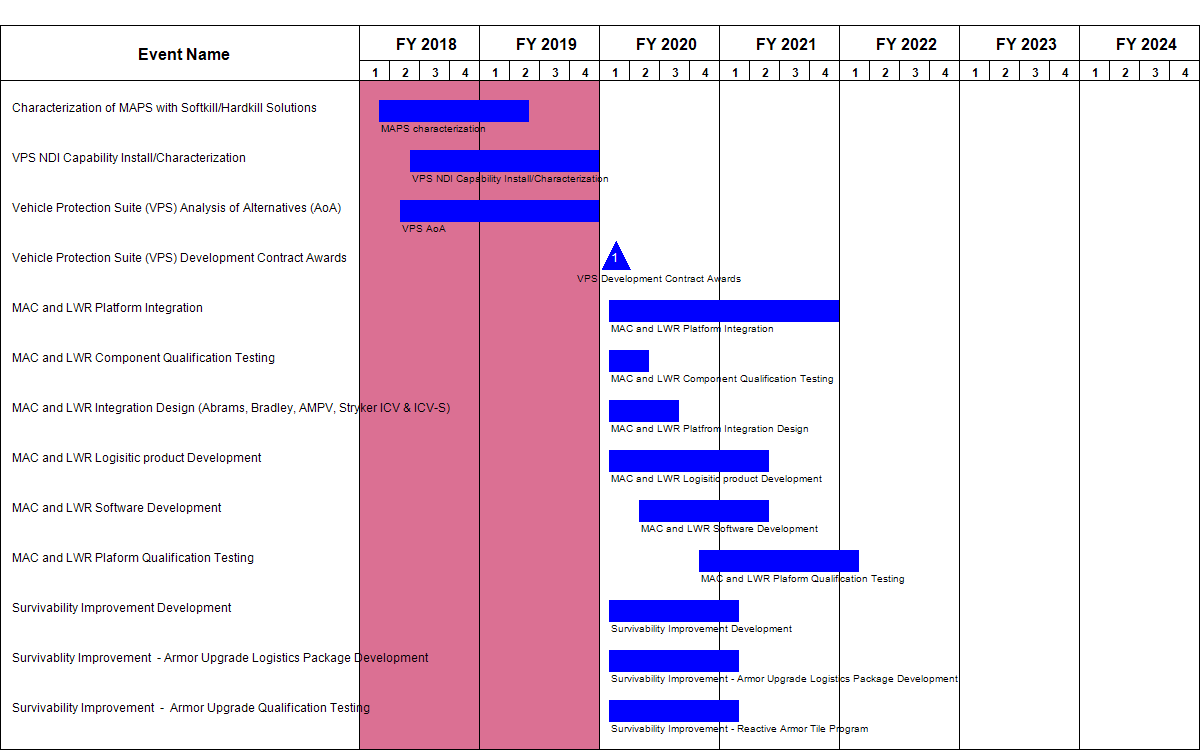 Event Name
FY 2018 FY 2019 FY 2020 FY 2021 FY 2022 FY 2023 FY 2024
1 2 3 4 1 2 3 4 1 2 3 4 1 2 3 4 1 2 3 4 1 2 3 4 1 2 3 4
Characterization of MAPS with Softkill/Hardkill Solutions
MAPS characterization
VPS NDI Capability Install/Characterization
VPS NDI Capability Install/Characterization
Vehicle Protection Suite (VPS) Analysis of Alternatives (AoA)
VPS AoA
Vehicle Protection Suite (VPS) Development Contract Awards
1
VPS Development Contract Awards
MAC and LWR Platform Integration
MAC and LWR Platform Integration
MAC and LWR Component Qualification Testing
MAC and LWR Component Qualification Testing
MAC and LWR Integration Design (Abrams, Bradley, AMPV, Stryker ICV & ICV-S)
MAC and LWR Platfrom Integration Design
MAC and LWR Logisitic product Development
MAC and LWR Logisitic product Development
MAC and LWR Software Development
MAC and LWR Software Development
MAC and LWR Plaform Qualification Testing
MAC and LWR Plaform Qualification Testing
Survivability Improvement Development
Survivability Improvement Development
Survivablity Improvement - Armor Upgrade Logistics Package Development
Survivability Improvement - Armor Upgrade Logistics Package Development
Survivability Improvement - Armor Upgrade Qualification Testing
Survivability Improvement - Reactive Armor Tile Program